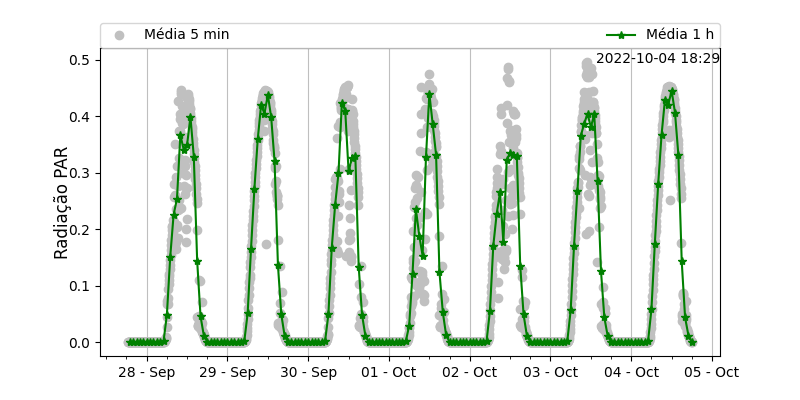 Média 5 min
Média 1 h
2022-10-04 18:29
Radiação PAR
0.5
0.4
0.3
0.2
0.1
0.0
28 - Sep
29 - Sep
30 - Sep
01 - Oct
02 - Oct
03 - Oct
04 - Oct
05 - Oct